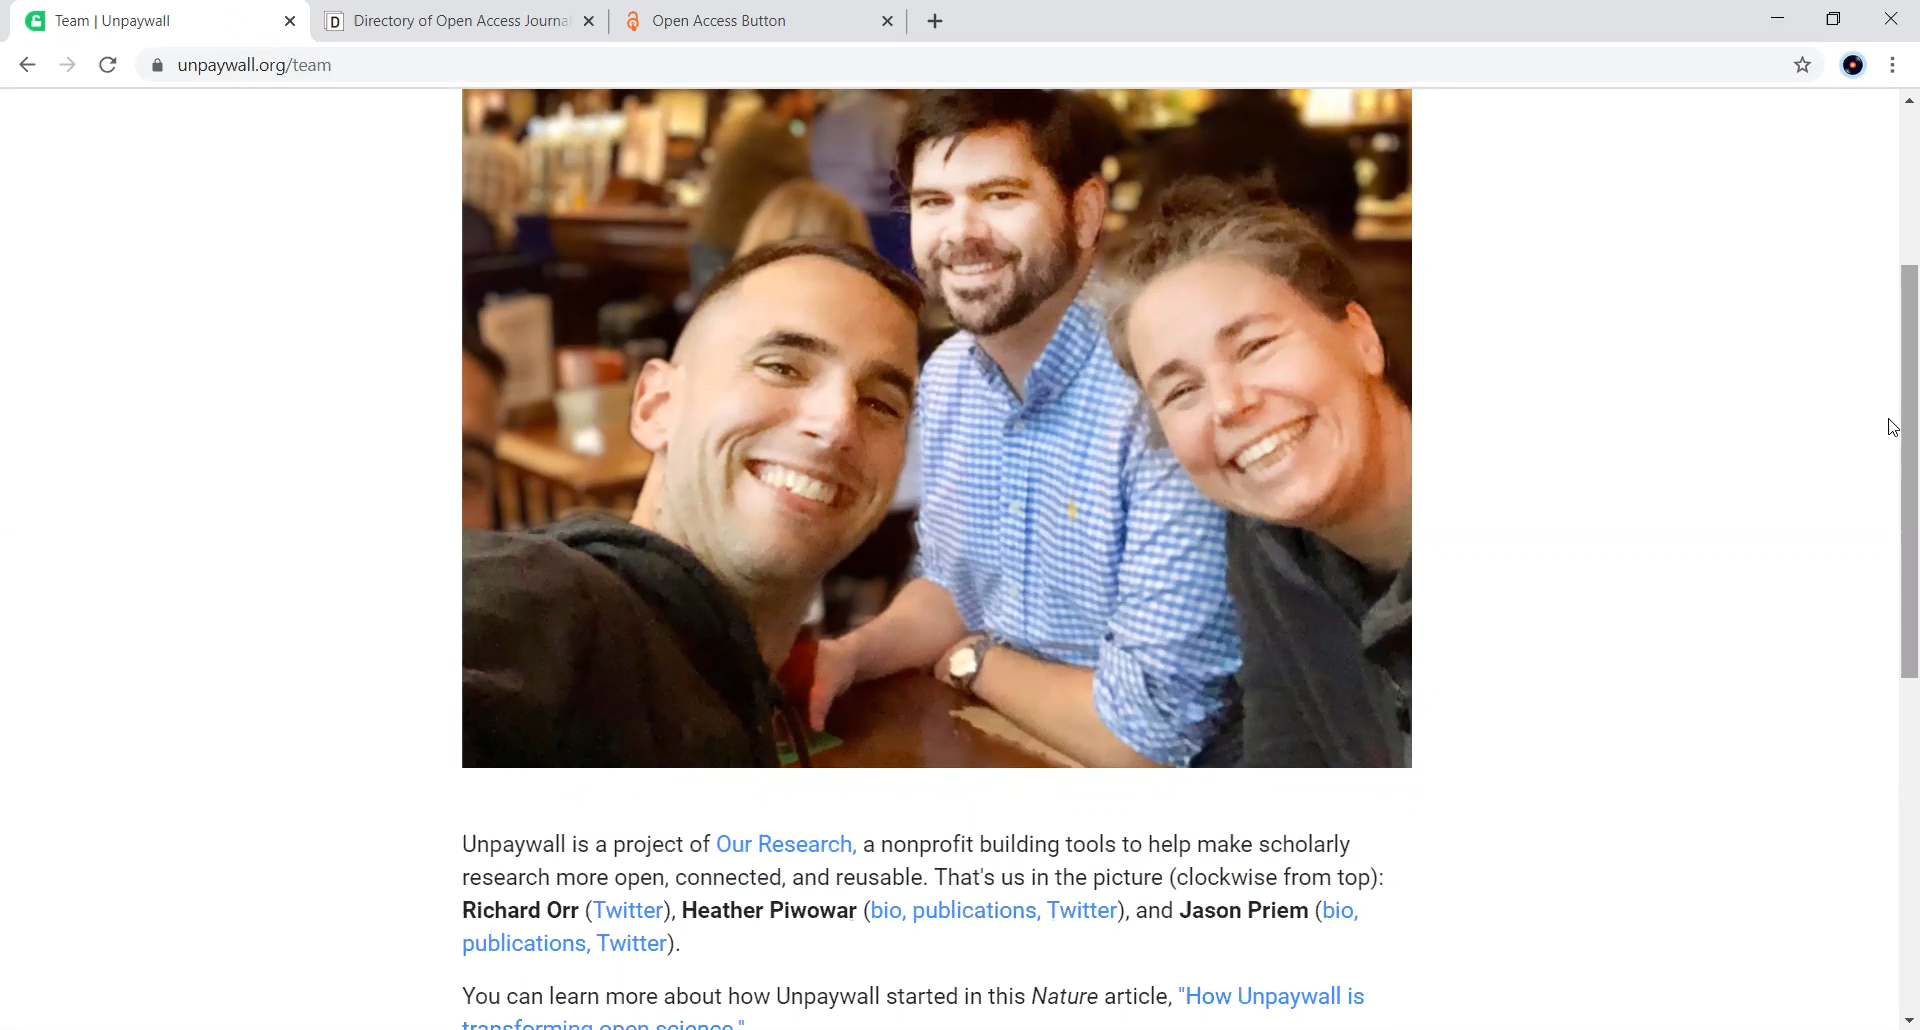 Team | Unpaywall
Directory of Open Access Journa
Open Access Button
unpaywall.org/team
Unpaywall is a project of Our Research, a nonprofit building tools to help make scholarly
research more open, connected, and reusable. That's us in the picture (clockwise from top):
Richard Orr (Twitter), Heather Piwowar (bio, publications, Twitter), and Jason Priem (bio,
publications, Twitter).
You can learn more about how Unpaywall started in this Nature article, "How Unpaywall is
transforming open science."